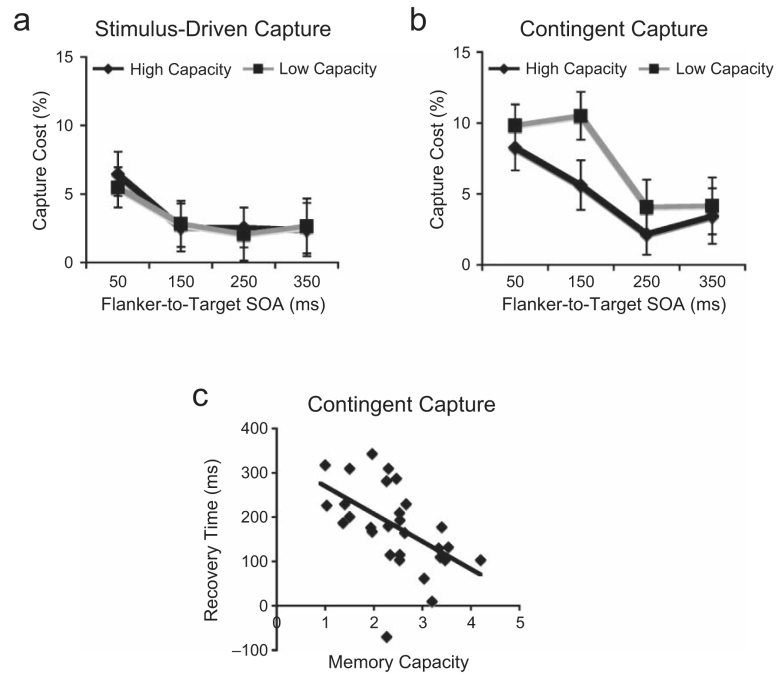 a
Stimulus-Driven Capture
High Capacity Low Capacity
Capture Cost (%)
15
10
5
0
50 150 250 350
Flanker-to-Target SOA (ms)
b
Contingent Capture
High Capacity Low Capacity
Capture Cost (%)
15
10
5
0
50 150 250 350
Flanker-to-Target SOA (ms)
c
Contingent Capture
Recovery Time (ms)
400
300
200
100
0
–100
0 1 2 3 4 5
Memory Capacity